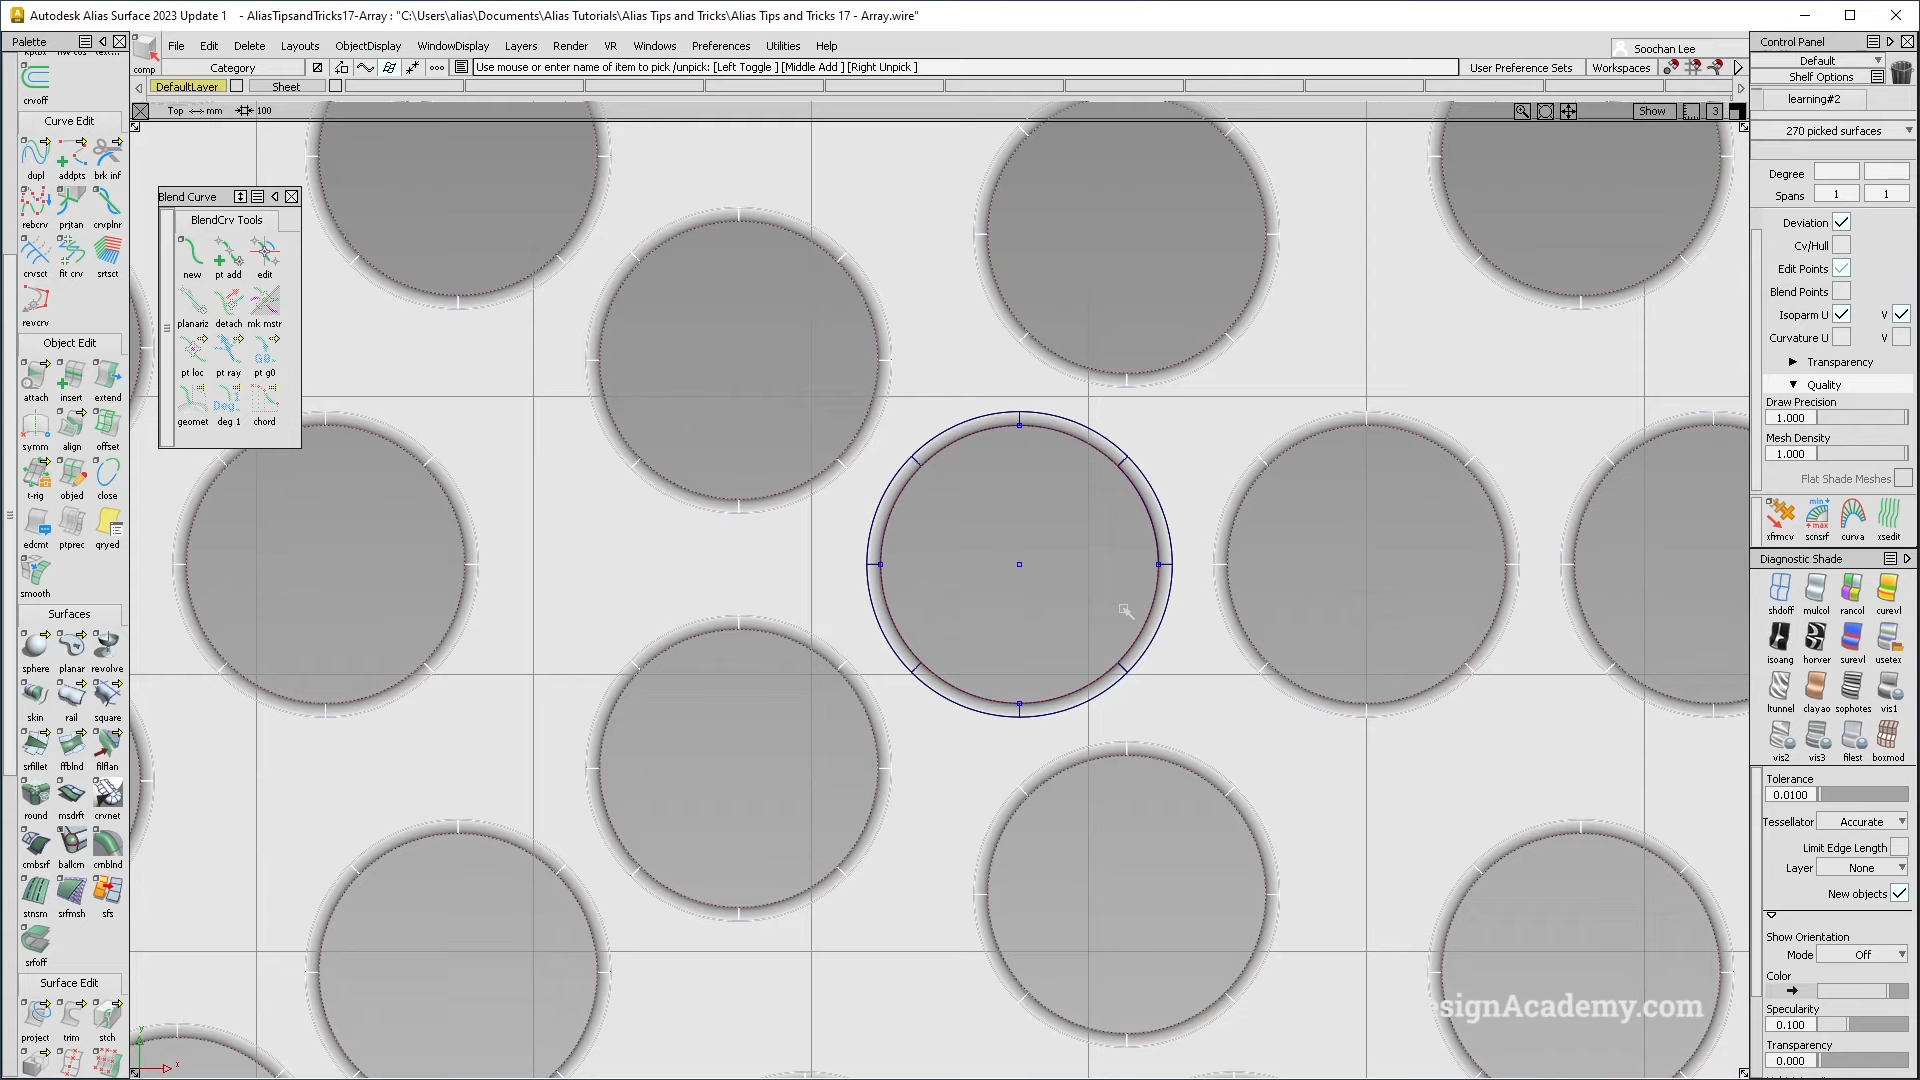 Autodesk Alias Surface 2023 Update 1 - AliasTipsandTricks17-Array : "C:\Users\alias\Documents\Alias Tutorials\Alias Tips and Tricks\Alias Tips and Tricks 17 - Array.wire"
Palette
File Edit Delete Layouts ObjectDisplay WindowDisplay Layers Render VR Windows Preferences Utilities Help
Soochan Lee
Control Panel
comp Category
Use mouse or enter name of item to pick /unpick: [Left Toggle ] [Middle Add ] [Right Unpick ]
User Preference Sets Workspaces
Default
Shelf Options
DefaultLayer Sheet
learning#2
Top mm 100
Show 3
crvoff
Curve Edit
dupl addpts brk inf
rebcrv prjtan crvplnr
crvsct fit crv srtsct
revcrv
Object Edit
attach insert extend
symm align offset
t-rig objed close
edcmt ptprec qryed
smooth
Surfaces
sphere planar revolve
skin rail square
srfillet ffblnd filflan
round msdrft crvnet
cmbsrf ballcrn cmblnd
stnsm srfmsh sfs
srfoff
Surface Edit
project trim stch
Blend Curve
BlendCrv Tools
new pt add edit
planariz detach mk mstr
pt loc pt ray pt g0
geomet deg 1 chord
y
x
270 picked surfaces
Degree
Spans 1 1
Deviation
Cv/Hull
Edit Points
Blend Points
Isoparm U V
Curvature U V
Transparency
Quality
Draw Precision
1.000
Mesh Density
1.000
Flat Shade Meshes
xfrmcv scnsrf curva xsedit
Diagnostic Shade
shdoff mulcol rancol curevl
isoang horver surevl usetex
ltunnel clayao sophotes vis1
vis2 vis3 filest boxmod
Tolerance
0.0100
Tessellator Accurate
Limit Edge Length
Layer None
New objects
Show Orientation
Mode Off
Color
Specularity
0.100
Transparency
0.000
signAcademy.com